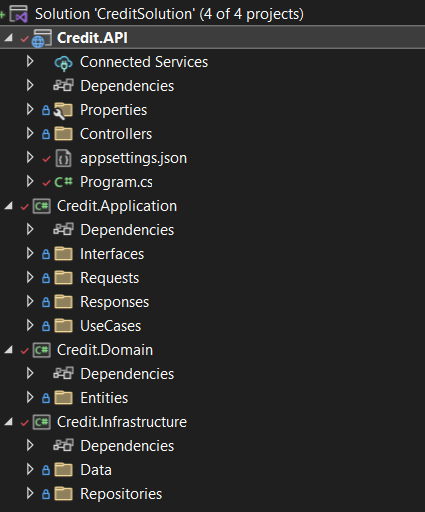 Solution 'CreditSolution' (4 of 4 projects)
Credit.API
Connected Services
Dependencies
Properties
Controllers
appsettings.json
C# Program.cs
C# Credit.Application
Dependencies
Interfaces
Requests
Responses
UseCases
C# Credit.Domain
Dependencies
Entities
C# Credit.Infrastructure
Dependencies
Data
Repositories